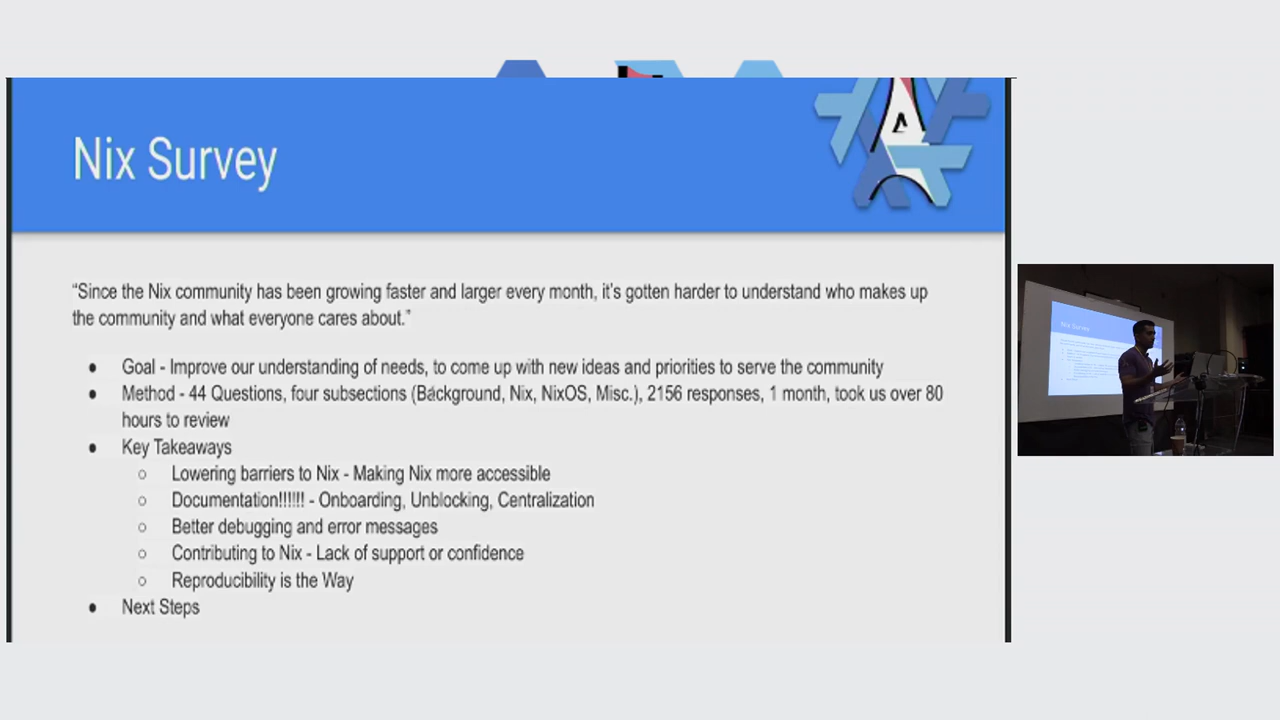 Nix Survey
“Since the Nix community has been growing faster and larger every month, it’s gotten harder to understand who makes up
the community and what everyone cares about.”
● Goal - Improve our understanding of needs, to come up with new ideas and priorities to serve the community
● Method - 44 Questions, four subsections (Background, Nix, NixOS, Misc.), 2156 responses, 1 month, took us over 80
hours to review
● Key Takeaways
○ Lowering barriers to Nix - Making Nix more accessible
○ Documentation!!!!!! - Onboarding, Unblocking, Centralization
○ Better debugging and error messages
○ Contributing to Nix - Lack of support or confidence
○ Reproducibility is the Way
● Next Steps
Nix Survey